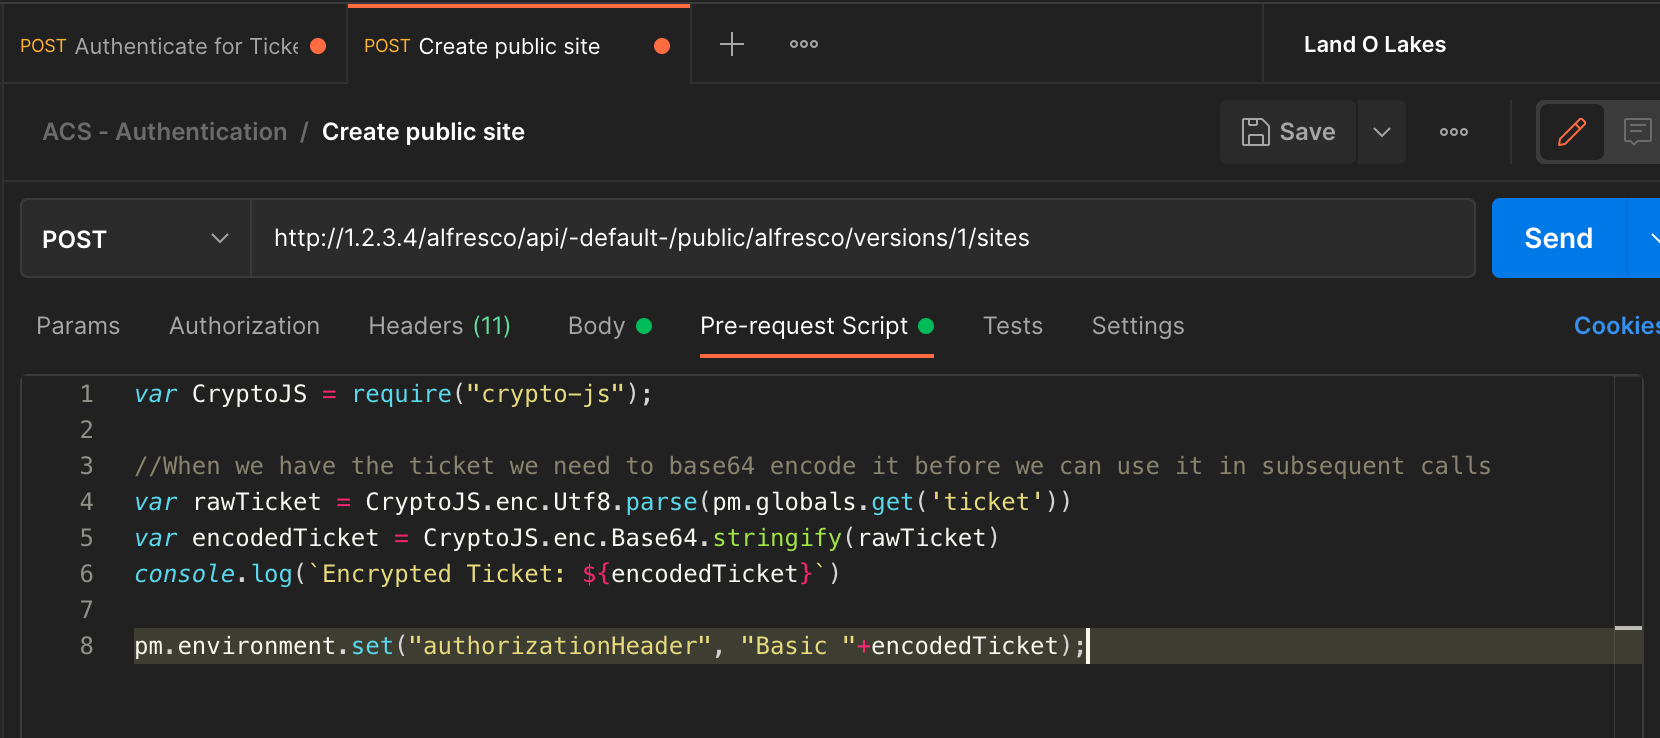 POST Authenticate for Ticke
POST Create public site
Land O Lakes
ACS - Authentication / Create public site
Save
POST
http://1.2.3.4/alfresco/api/-default-/public/alfresco/versions/1/sites
Send
Params Authorization Headers (11) Body Pre-request Script Tests Settings Cookies
1 var CryptoJS = require("crypto-js");
2
3 //When we have the ticket we need to base64 encode it before we can use it in subsequent calls
4 var rawTicket = CryptoJS.enc.Utf8.parse(pm.globals.get('ticket'))
5 var encodedTicket = CryptoJS.enc.Base64.stringify(rawTicket)
6 console.log(`Encrypted Ticket: ${encodedTicket}`)
7
8 pm.environment.set("authorizationHeader", "Basic "+encodedTicket);